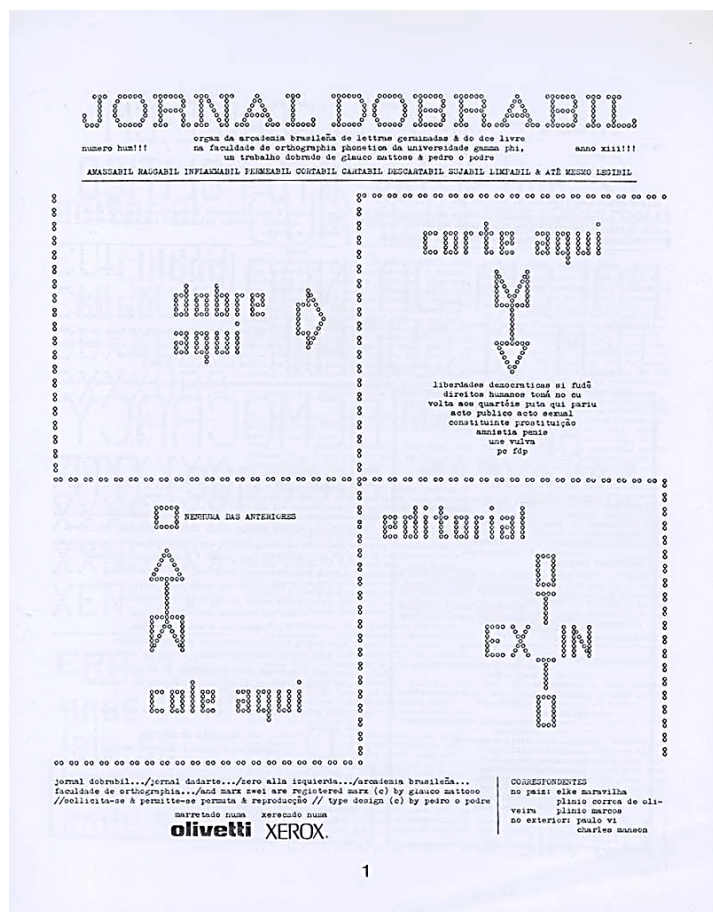 JORNAL DOBRABIL
orgam da arcademia brasileña de lettras germinadas & do dce livre
numero hum!!! na faculdade de orthographia phonetica da universidade gamma phi, anno xiii!!!
um trabalho dobrado de glauco mattoso & pedro o podre
AMASSABIL RASGABIL INFLAMMABIL PERMEABIL CORTABIL CARTABIL DESCARTABIL SUJABIL LIMPABIL & ATÉ MESMO LEGIBIL
dobre
aqui
corte aqui
liberdades democraticas si fudê
direitos humanos tomá no cu
volta aos quartéis puta qui pariu
acto publico acto sexual
constituinte prostituição
amnistia penis
une vulva
pc fdp
NENHUMA DAS ANTERIORES
cole aqui
editorial
O
T
EX IN
T
O
jornal dobrabil.../jornal dadarte.../zero alla izquierda.../arcademia brasileña...
faculdade de orthographia.../and marx zwei are registered marx (c) by glauco mattoso
//sollicita-se & permitte-se permuta & reproducção // type design (c) by pedro o podre
marretado numa xerecado numa
olivetti XEROX.
CORRESPONDENTES
no paiz: elke maravilha
plinio correa de oli-
veira plinio marcos
no exterior: paulo vi
charles manson
1